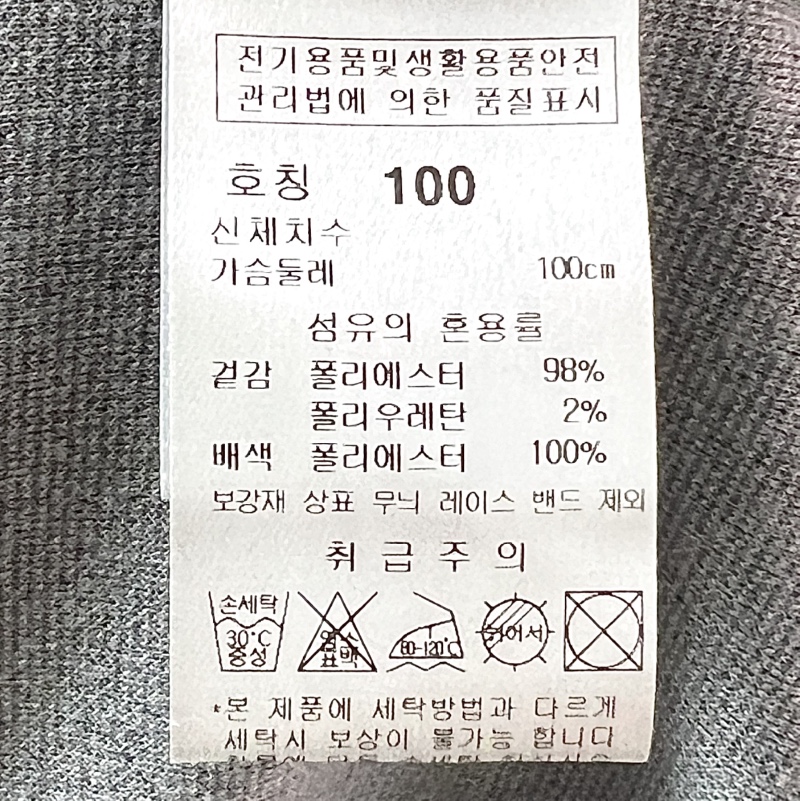 전기용품및생활용품안전
관리법에 의한 품질표시
호칭 100
신체치수
가슴둘레 100cm
섬유의 혼용률
겉감 폴리에스터 98%
폴리우레탄 2%
배색 폴리에스터 100%
보강재 상표 무늬 레이스 밴드 제외
취급주의
손세탁
30°C
중성
염소
표백
80-120°C
뉘어서
*본 제품에 세탁방법과 다르게
세탁시 보상이 불가능 합니다